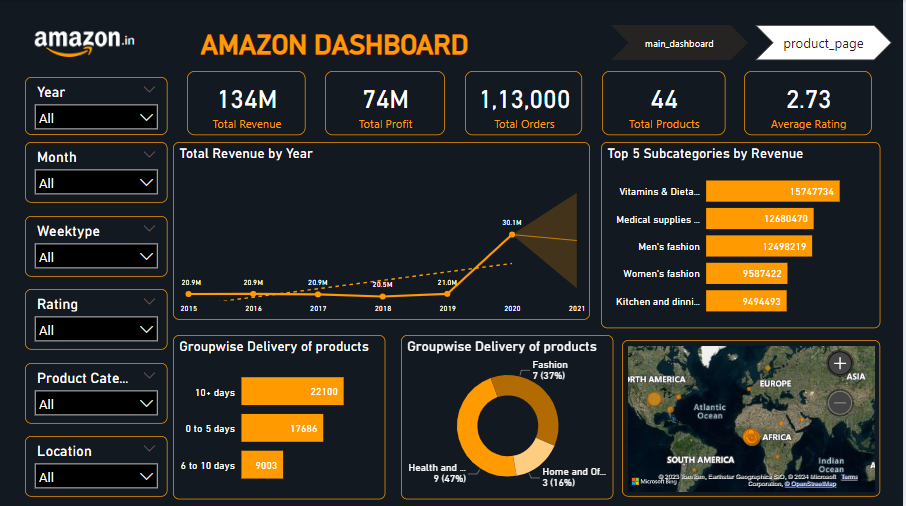 amazon.in
AMAZON DASHBOARD
main_dashboard
product_page
Year
All
Month
All
Weektype
All
Rating
All
Product Cate...
All
Location
All
134M
Total Revenue
74M
Total Profit
1,13,000
Total Orders
44
Total Products
2.73
Average Rating
Total Revenue by Year
20.9M
20.9M
20.9M
20.5M
21.0M
30.1M
2015
2016
2017
2018
2019
2020
2021
Top 5 Subcategories by Revenue
Vitamins & Dieta...
15747734
Medical supplies ...
12680470
Men's fashion
12498219
Women's fashion
9587422
Kitchen and dinni...
9494493
Groupwise Delivery of products
10+ days
22100
0 to 5 days
17686
6 to 10 days
9003
Groupwise Delivery of products
Fashion
7 (37%)
Health and ...
9 (47%)
Home and Of...
3 (16%)
RTH AMERICA
EUROPE
ASIA
Atlantic
Ocean
AFRICA
SOUTH AMERICA
Indian
Ocean
A
+
−
Microsoft Bing
© 2023 TomTom, Earthstar Geographics SIO, © 2024 Microsoft
Corporation, © OpenStreetMap
Terms